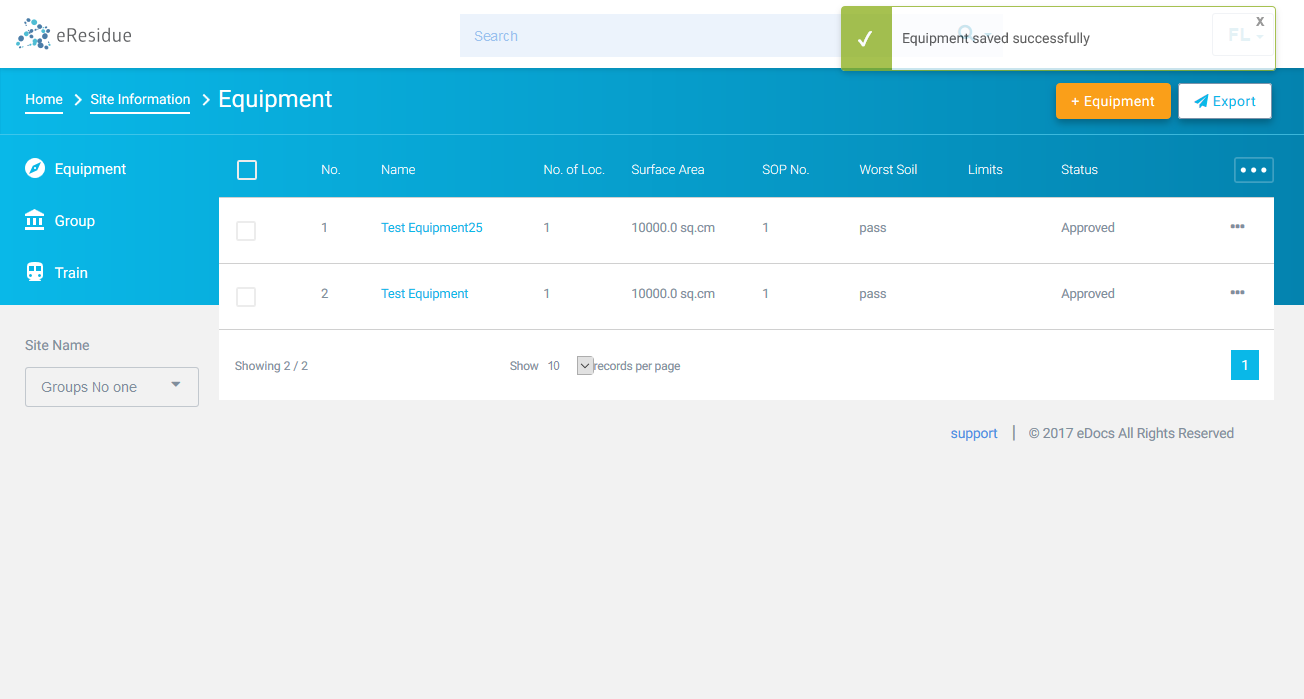 eResidue
Search
Equipment saved successfully
x
FL
Home
Site Information
Equipment
+ Equipment
Export
Equipment
Group
Train
No. Name No. of Loc. Surface Area SOP No. Worst Soil Limits Status
1 Test Equipment25 1 10000.0 sq.cm 1 pass Approved
2 Test Equipment 1 10000.0 sq.cm 1 pass Approved
Showing 2 / 2
Show 10 records per page
1
Site Name
Groups No one
support | © 2017 eDocs All Rights Reserved